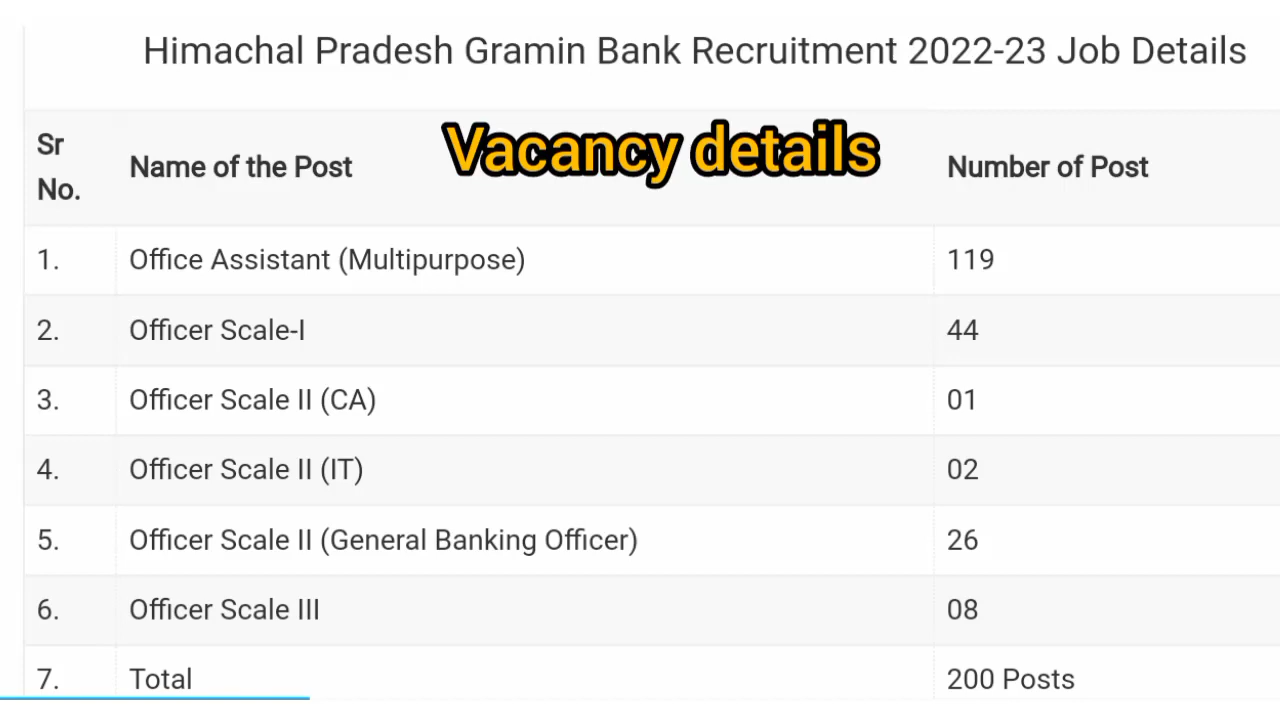 Himachal Pradesh Gramin Bank Recruitment 2022-23 Job Details
Vacancy details
Sr No. Name of the Post Number of Post
1. Office Assistant (Multipurpose) 119
2. Officer Scale-I 44
3. Officer Scale II (CA) 01
4. Officer Scale II (IT) 02
5. Officer Scale II (General Banking Officer) 26
6. Officer Scale III 08
7. Total 200 Posts